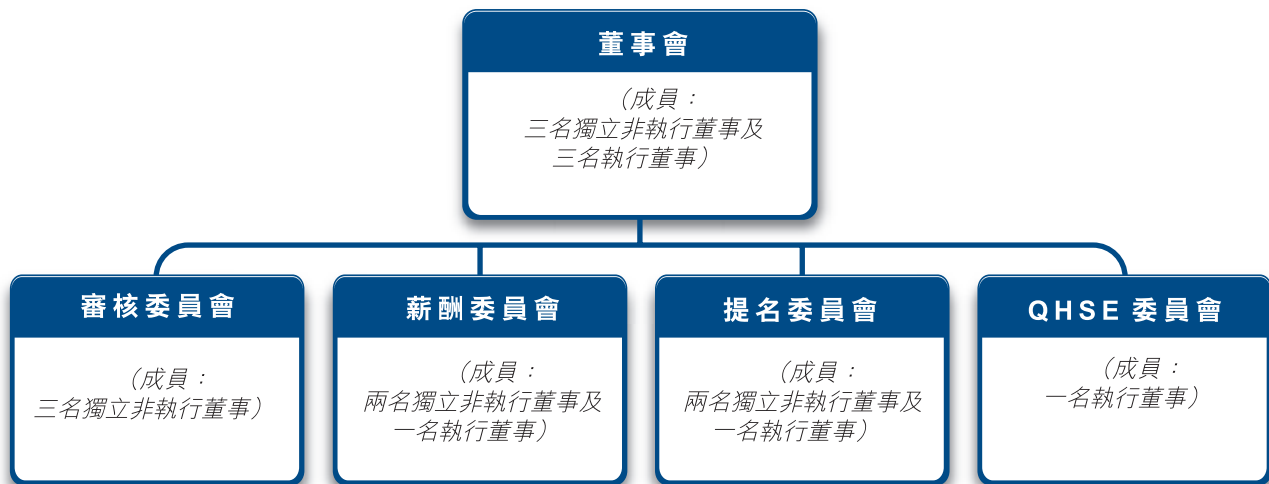 董事會
（成員：
三名獨立非執行董事及
三名執行董事）
審核委員會
（成員：
三名獨立非執行董事）
薪酬委員會
（成員：
兩名獨立非執行董事及
一名執行董事）
提名委員會
（成員：
兩名獨立非執行董事及
一名執行董事）
QHSE 委員會
（成員：
一名執行董事）